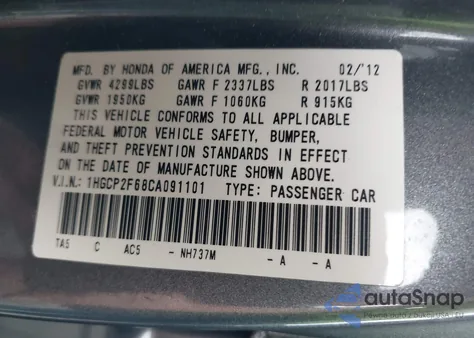 MFD. BY HONDA OF AMERICA MFG., INC. 02/'12
GVWR 4299LBS GAWR F 2337LBS R 2017LBS
GVWR 1950KG GAWR F 1060KG R 915KG
THIS VEHICLE CONFORMS TO ALL APPLICABLE
FEDERAL MOTOR VEHICLE SAFETY, BUMPER,
AND THEFT PREVENTION STANDARDS IN EFFECT
ON THE DATE OF MANUFACTURE SHOWN ABOVE.
V.I.N.: 1HGCP2F68CA091101 TYPE: PASSENGER CAR
TA5 C AC5 - NH737M - A - A
autoSnap